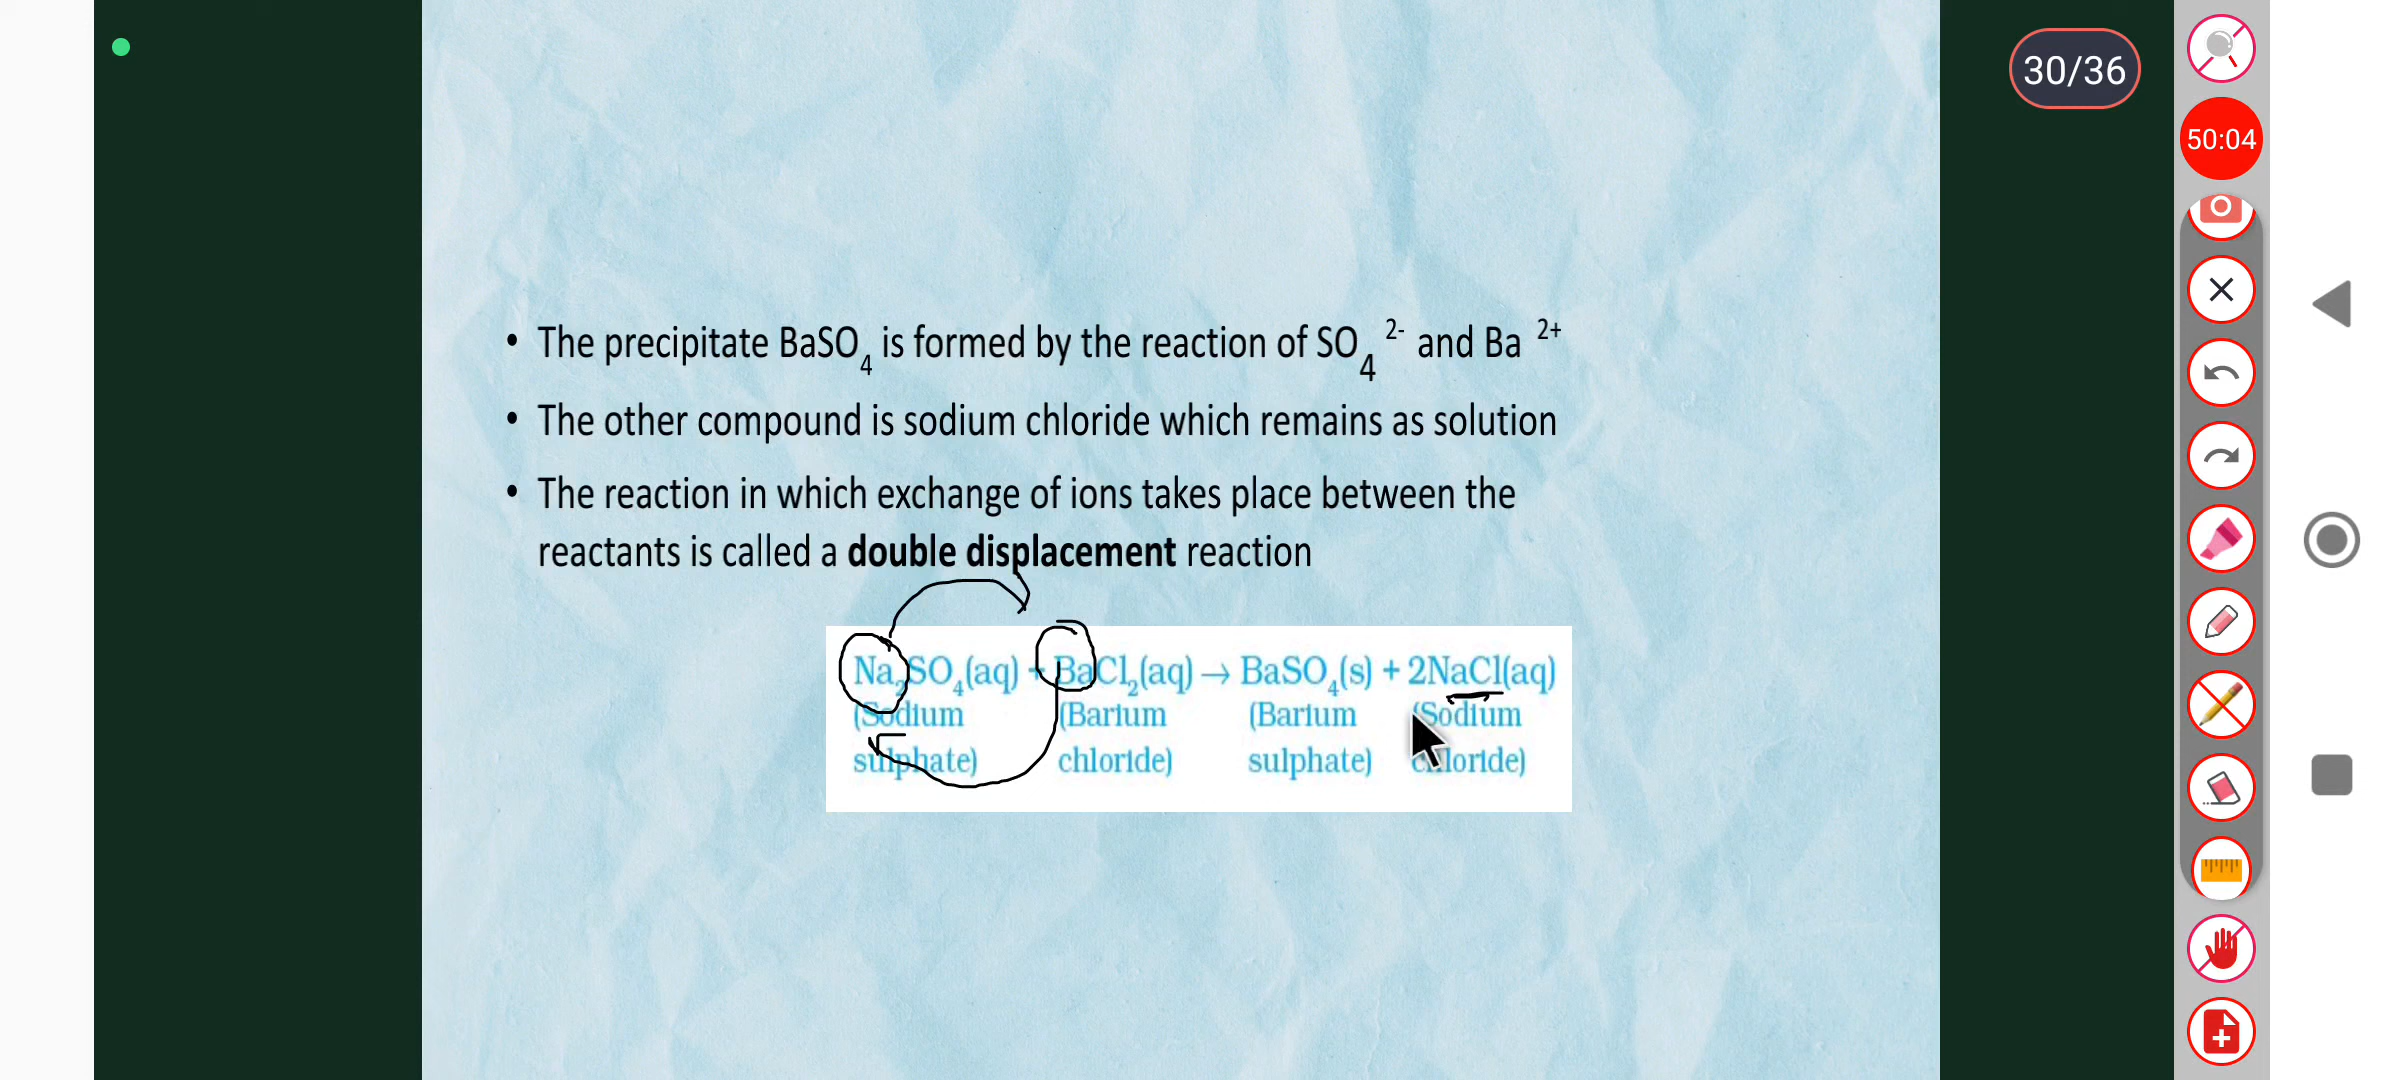 30/36
50:04
• The precipitate BaSO₄ is formed by the reaction of SO₄ ²⁻ and Ba ²⁺
• The other compound is sodium chloride which remains as solution
• The reaction in which exchange of ions takes place between the
reactants is called a double displacement reaction
Na₂SO₄(aq) + BaCl₂(aq) → BaSO₄(s) + 2NaCl(aq)
(Sodium (Barium (Barium (Sodium
sulphate) chloride) sulphate) chloride)